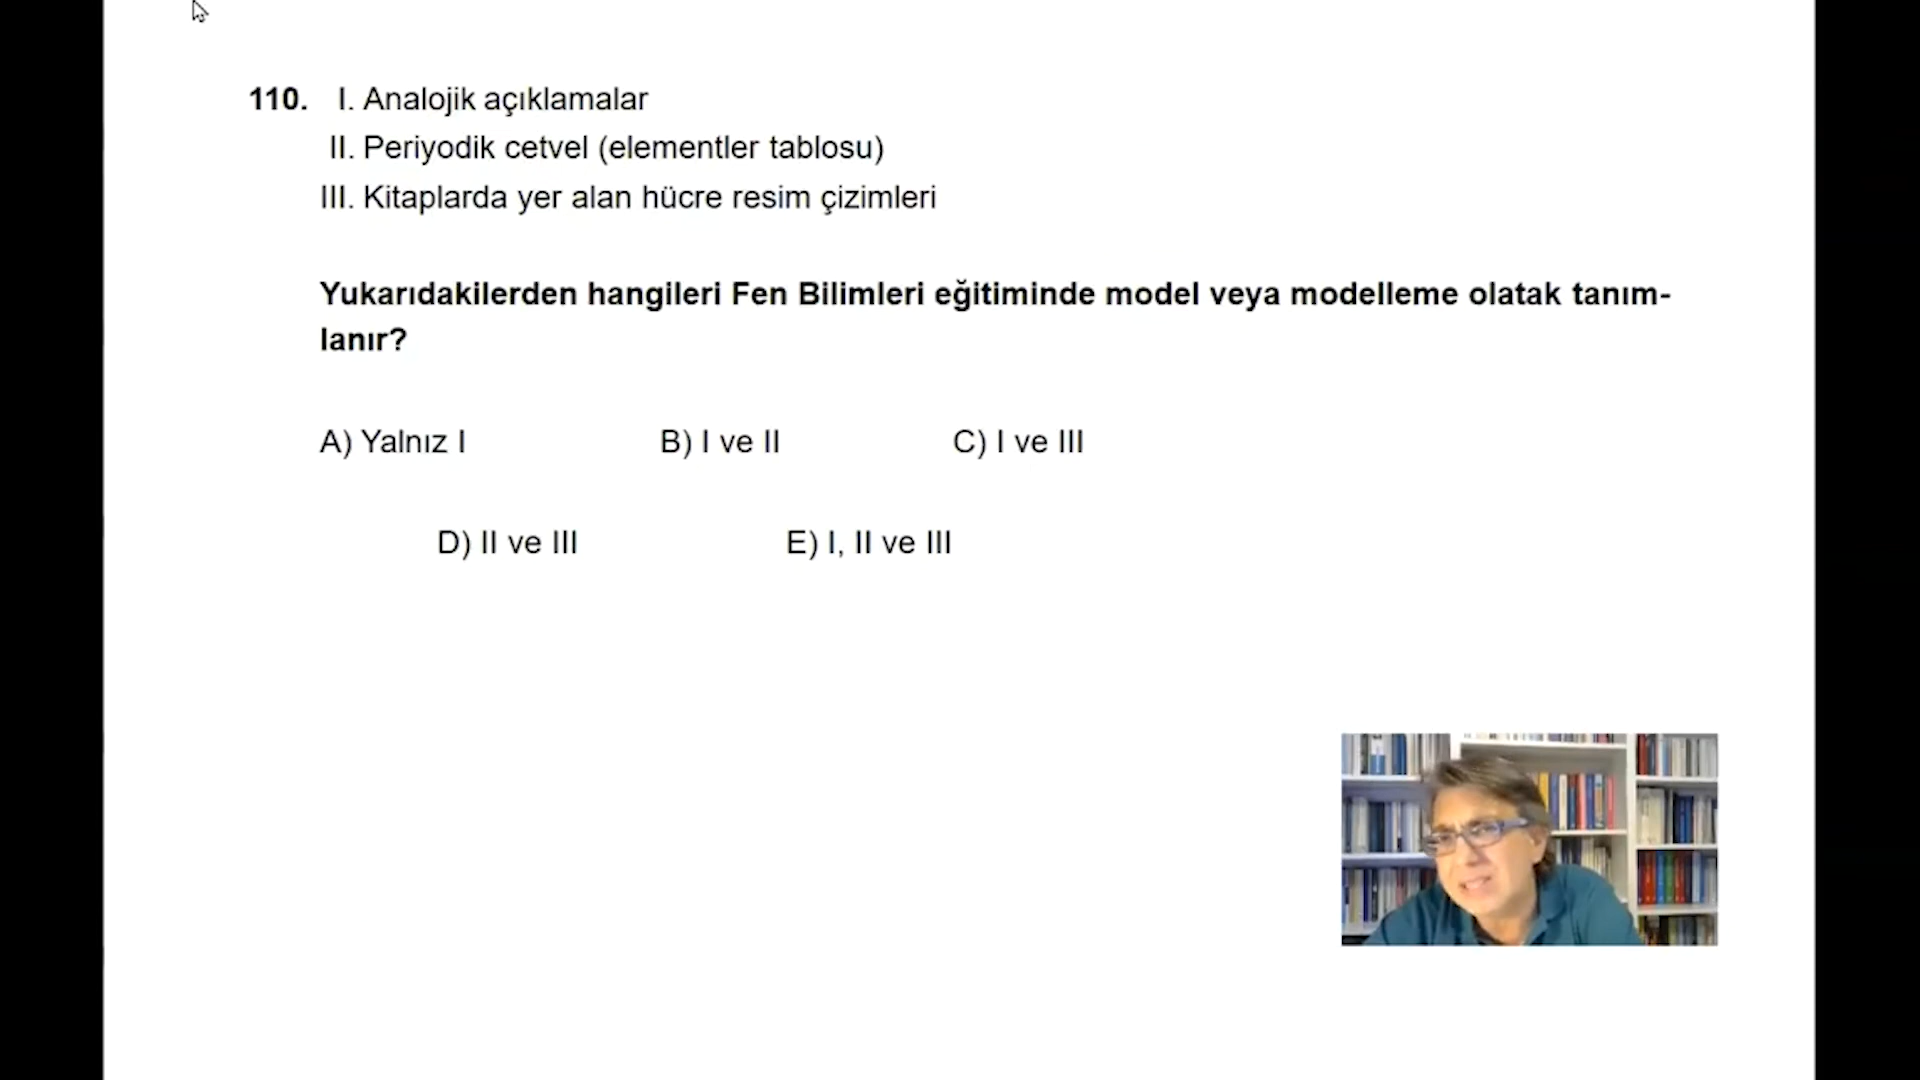 110. I. Analojik açıklamalar
II. Periyodik cetvel (elementler tablosu)
III. Kitaplarda yer alan hücre resim çizimleri
Yukarıdakilerden hangileri Fen Bilimleri eğitiminde model veya modelleme olatak tanım-
lanır?
A) Yalnız I B) I ve II C) I ve III
D) II ve III E) I, II ve III